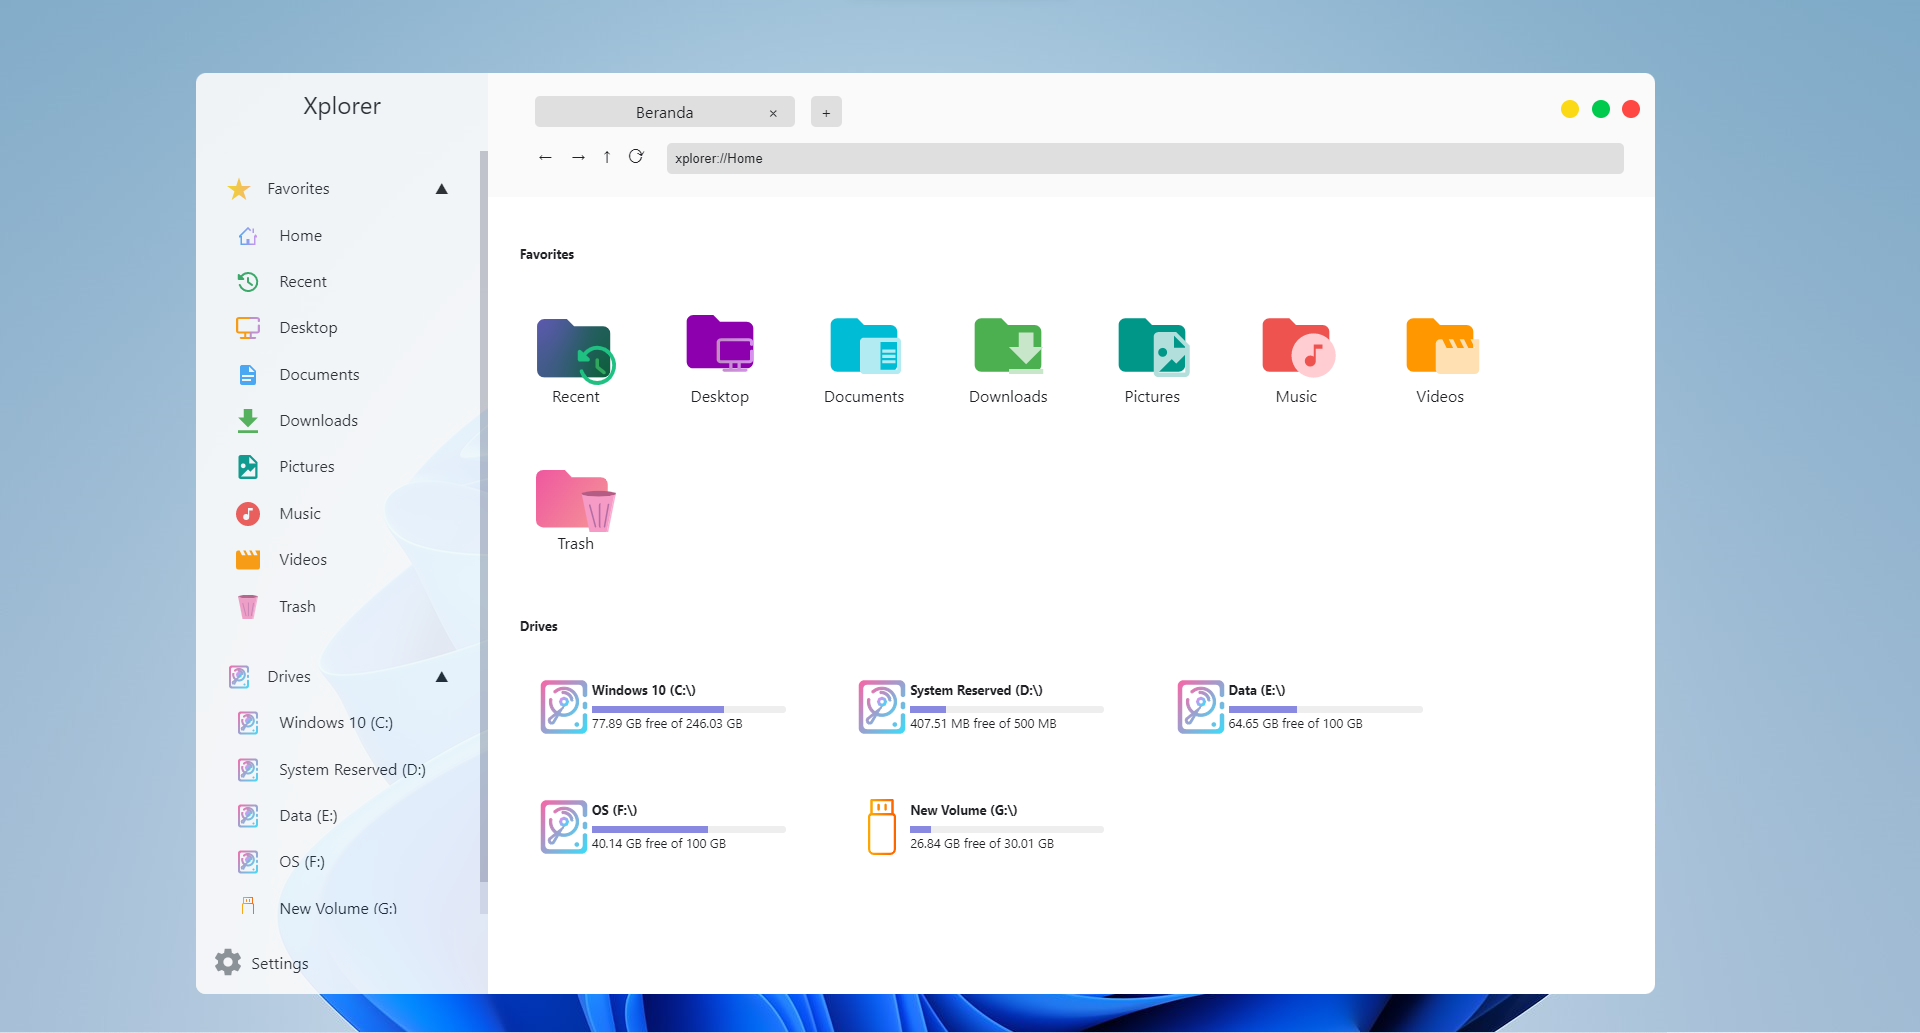 Xplorer
Favorites
Home
Recent
Desktop
Documents
Downloads
Pictures
Music
Videos
Trash
Drives
Windows 10 (C:)
System Reserved (D:)
Data (E:)
OS (F:)
New Volume (G:)
Settings
Beranda × +
← → ↑ xplorer://Home
Favorites
Recent Desktop Documents Downloads Pictures Music Videos
Trash
Drives
Windows 10 (C:\)
77.89 GB free of 246.03 GB
System Reserved (D:\)
407.51 MB free of 500 MB
Data (E:\)
64.65 GB free of 100 GB
OS (F:\)
40.14 GB free of 100 GB
New Volume (G:\)
26.84 GB free of 30.01 GB